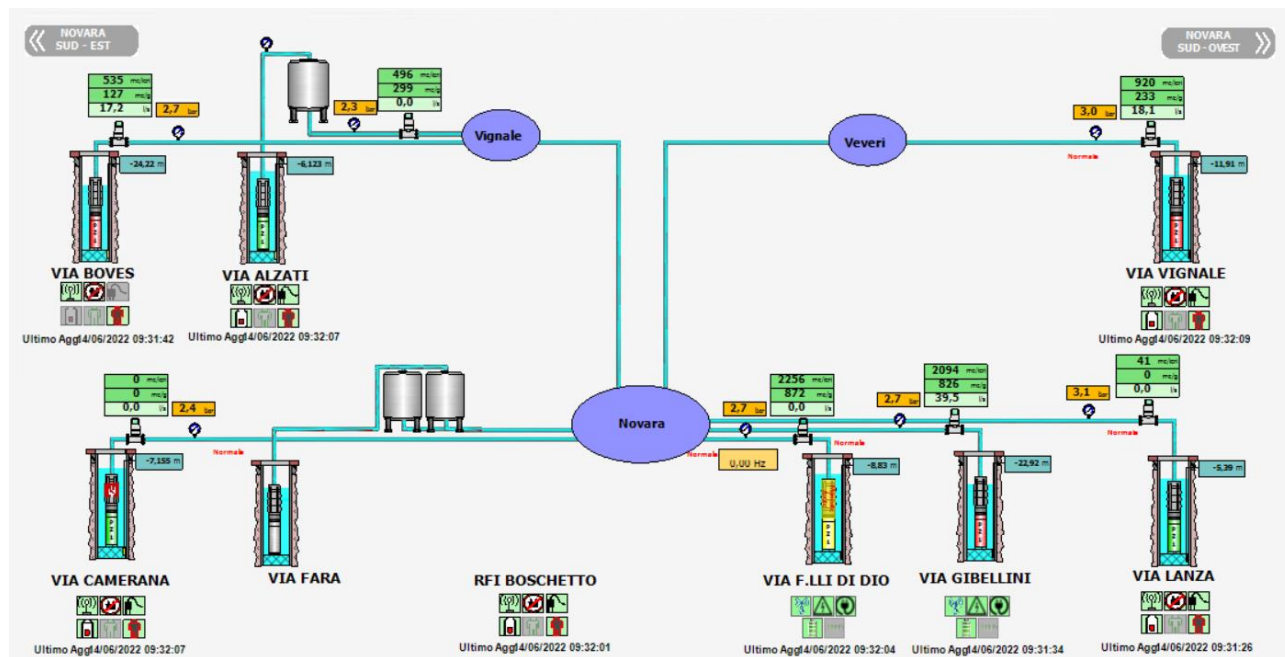 NOVARA
SUD - EST
NOVARA
SUD - OVEST
535 mc/ieri
127 mc/g
17,2 l/s
2,7 bar
-24,22 m
VIA BOVES
Ultimo Agg14/06/2022 09:31:42
496 mc/ieri
299 mc/g
0,0 l/s
2,3 bar
-6,123 m
VIA ALZATI
Ultimo Agg14/06/2022 09:32:07
Vignale
Veveri
920 mc/ieri
233 mc/g
18,1 l/s
3,0 bar
Normale
-11,91 m
VIA VIGNALE
Ultimo Agg14/06/2022 09:32:09
0 mc/ieri
0 mc/g
0,0 l/s
2,4 bar
Normale
-7,155 m
VIA CAMERANA
Ultimo Agg14/06/2022 09:32:07
VIA FARA
Novara
RFI BOSCHETTO
Ultimo Agg14/06/2022 09:32:01
2256 mc/ieri
872 mc/g
0,0 l/s
2,7 bar
Normale
0,00 Hz
-8,83 m
VIA F.LLI DI DIO
Ultimo Agg14/06/2022 09:32:04
2094 mc/ieri
826 mc/g
39,5 l/s
2,7 bar
Normale
-22,92 m
VIA GIBELLINI
Ultimo Agg14/06/2022 09:31:34
41 mc/ieri
0 mc/g
0,0 l/s
3,1 bar
Normale
-5,39 m
VIA LANZA
Ultimo Agg14/06/2022 09:31:26